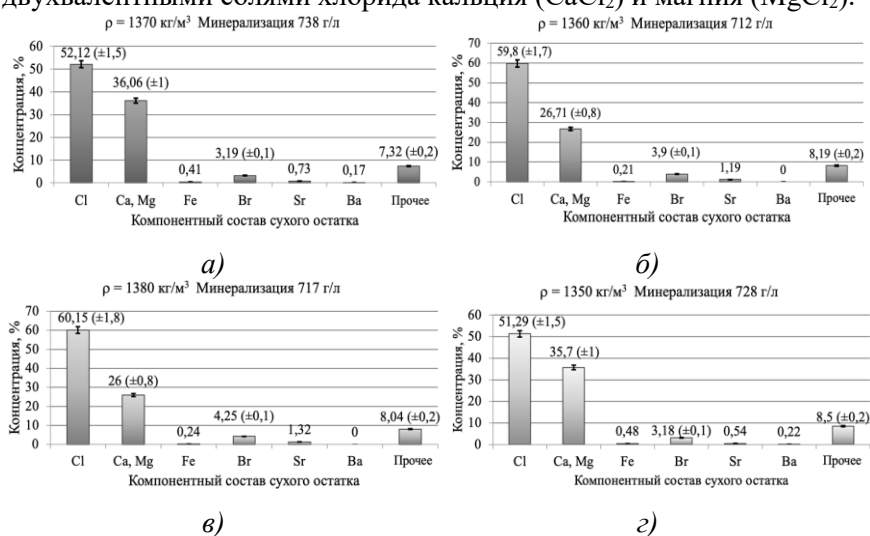 двухвалентными солями хлорида кальция (CaCl₂) и магния (MgCl₂).
ρ = 1370 кг/м³ Минерализация 738 г/л
Концентрация, %
60
50
40
30
20
10
0
52,12 (±1,5)
36,06 (±1)
0,41
3,19 (±0,1)
0,73
0,17
7,32 (±0,2)
Cl Ca, Mg Fe Br Sr Ba Прочее
Компонентный состав сухого остатка
а)
ρ = 1360 кг/м³ Минерализация 712 г/л
Концентрация, %
70
60
50
40
30
20
10
0
59,8 (±1,7)
26,71 (±0,8)
0,21
3,9 (±0,1)
1,19
0
8,19 (±0,2)
Cl Ca, Mg Fe Br Sr Ba Прочее
Компонентный состав сухого остатка
б)
ρ = 1380 кг/м³ Минерализация 717 г/л
Концентрация, %
70
60
50
40
30
20
10
0
60,15 (±1,8)
26 (±0,8)
0,24
4,25 (±0,1)
1,32
0
8,04 (±0,2)
Cl Ca, Mg Fe Br Sr Ba Прочее
Компонентный состав сухого остатка
в)
ρ = 1350 кг/м³ Минерализация 728 г/л
Концентрация, %
60
50
40
30
20
10
0
51,29 (±1,5)
35,7 (±1)
0,48
3,18 (±0,1)
0,54
0,22
8,5 (±0,2)
Cl Ca, Mg Fe Br Sr Ba Прочее
Компонентный состав сухого остатка
г)